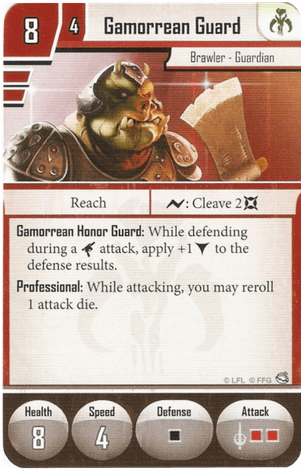 8
4
Gamorrean Guard
Brawler - Guardian
Reach
: Cleave 2
Gamorrean Honor Guard: While defending
during a attack, apply +1 to the
defense results.
Professional: While attacking, you may reroll
1 attack die.
© LFL © FFG
Health
Speed
Defense
Attack
8
4